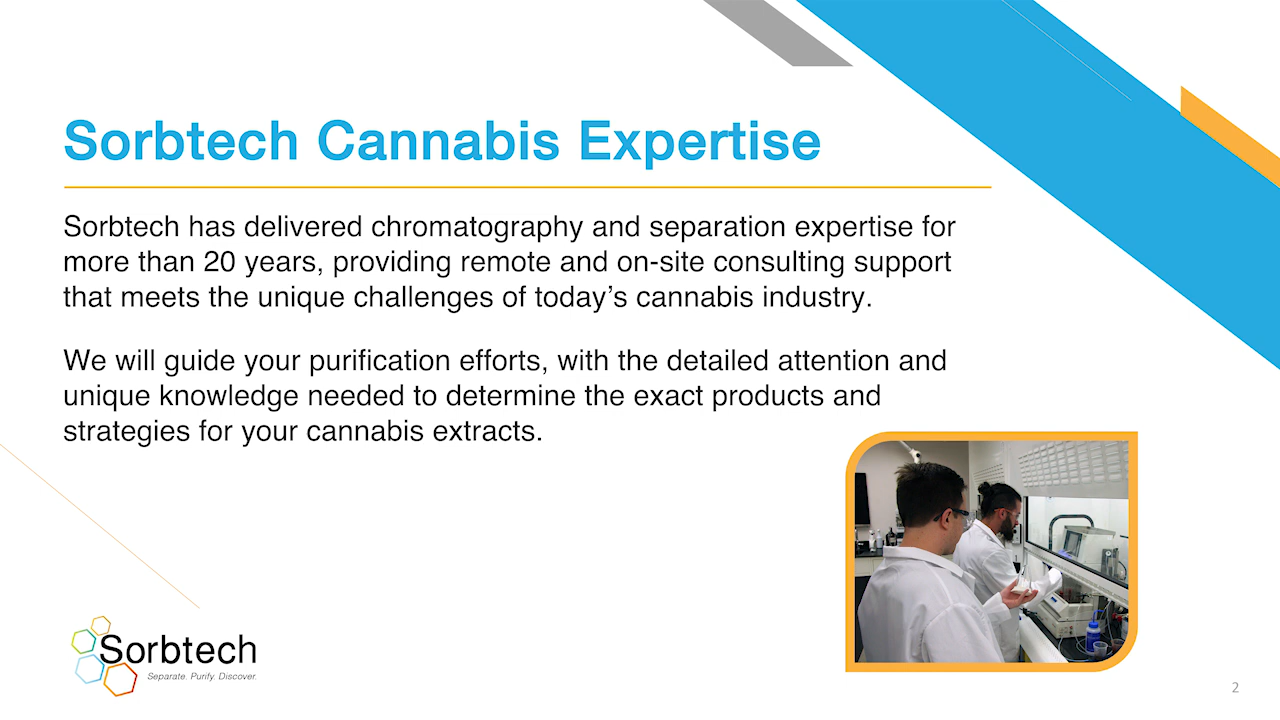 Sorbtech Cannabis Expertise
Sorbtech has delivered chromatography and separation expertise for
more than 20 years, providing remote and on-site consulting support
that meets the unique challenges of today’s cannabis industry.
We will guide your purification efforts, with the detailed attention and
unique knowledge needed to determine the exact products and
strategies for your cannabis extracts.
Sorbtech
Separate. Purify. Discover.
2